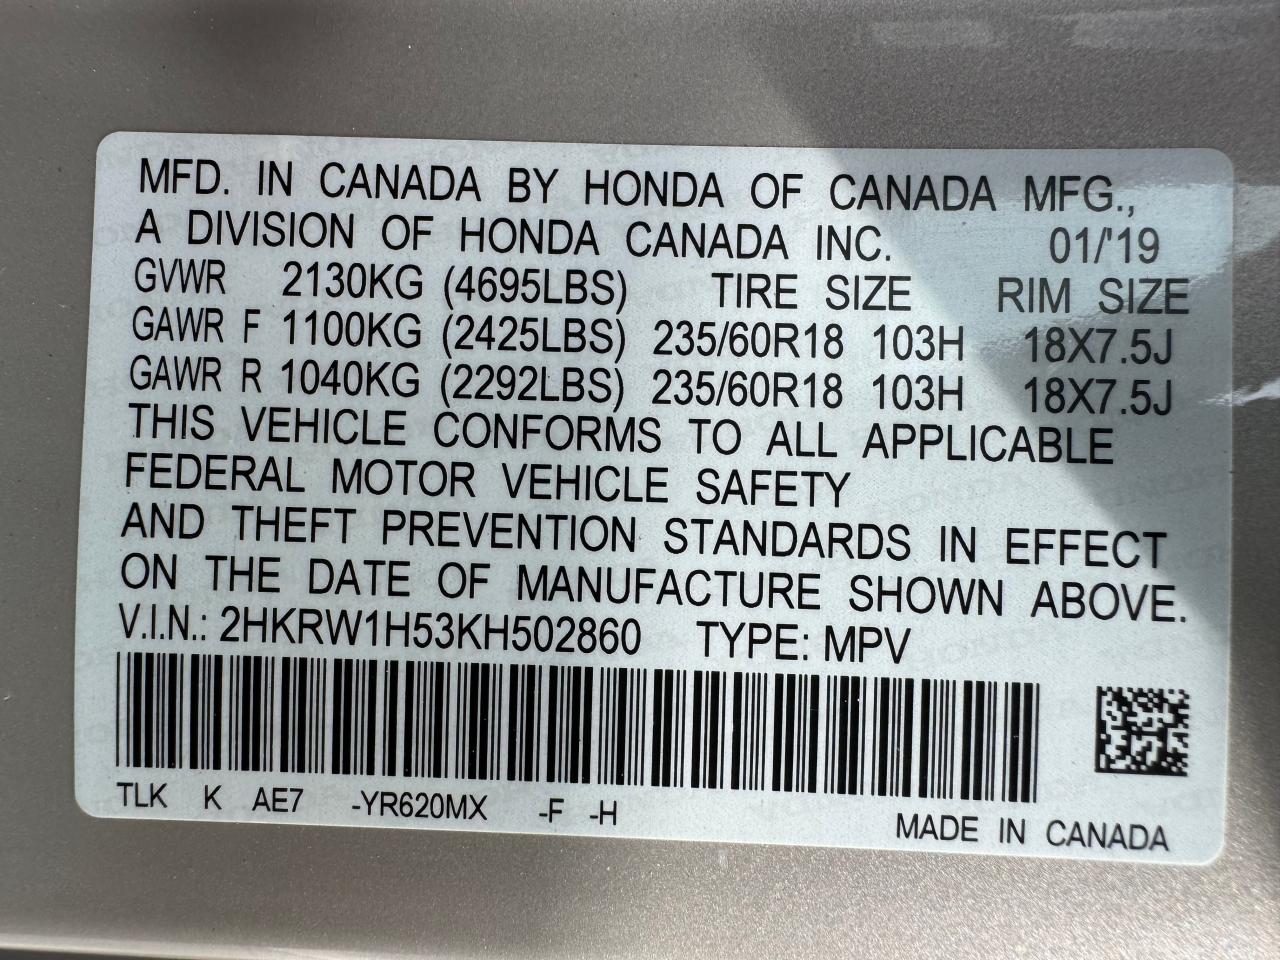 MFD. IN CANADA BY HONDA OF CANADA MFG.,
A DIVISION OF HONDA CANADA INC. 01/'19
GVWR 2130KG (4695LBS) TIRE SIZE RIM SIZE
GAWR F 1100KG (2425LBS) 235/60R18 103H 18X7.5J
GAWR R 1040KG (2292LBS) 235/60R18 103H 18X7.5J
THIS VEHICLE CONFORMS TO ALL APPLICABLE
FEDERAL MOTOR VEHICLE SAFETY
AND THEFT PREVENTION STANDARDS IN EFFECT
ON THE DATE OF MANUFACTURE SHOWN ABOVE.
V.I.N.: 2HKRW1H53KH502860 TYPE: MPV
TLK K AE7 -YR620MX -F -H
MADE IN CANADA